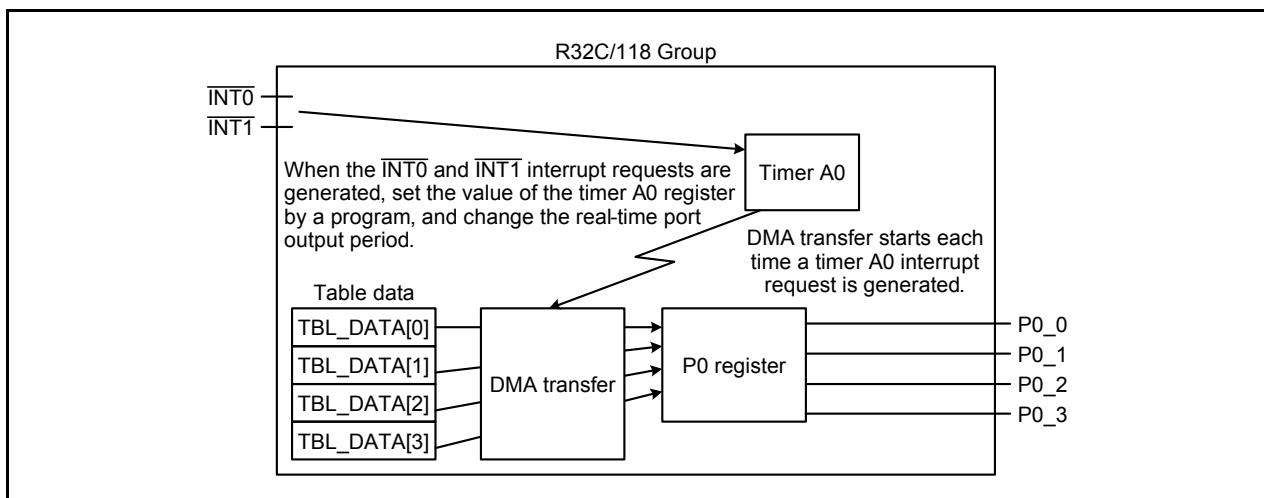 R32C/118 Group
INT0
INT1
Timer A0
When the INT0 and INT1 interrupt requests are
generated, set the value of the timer A0 register
by a program, and change the real-time port
output period.
DMA transfer starts each
time a timer A0 interrupt
request is generated.
Table data
TBL_DATA[0]
TBL_DATA[1]
TBL_DATA[2]
TBL_DATA[3]
DMA transfer
P0 register
P0_0
P0_1
P0_2
P0_3